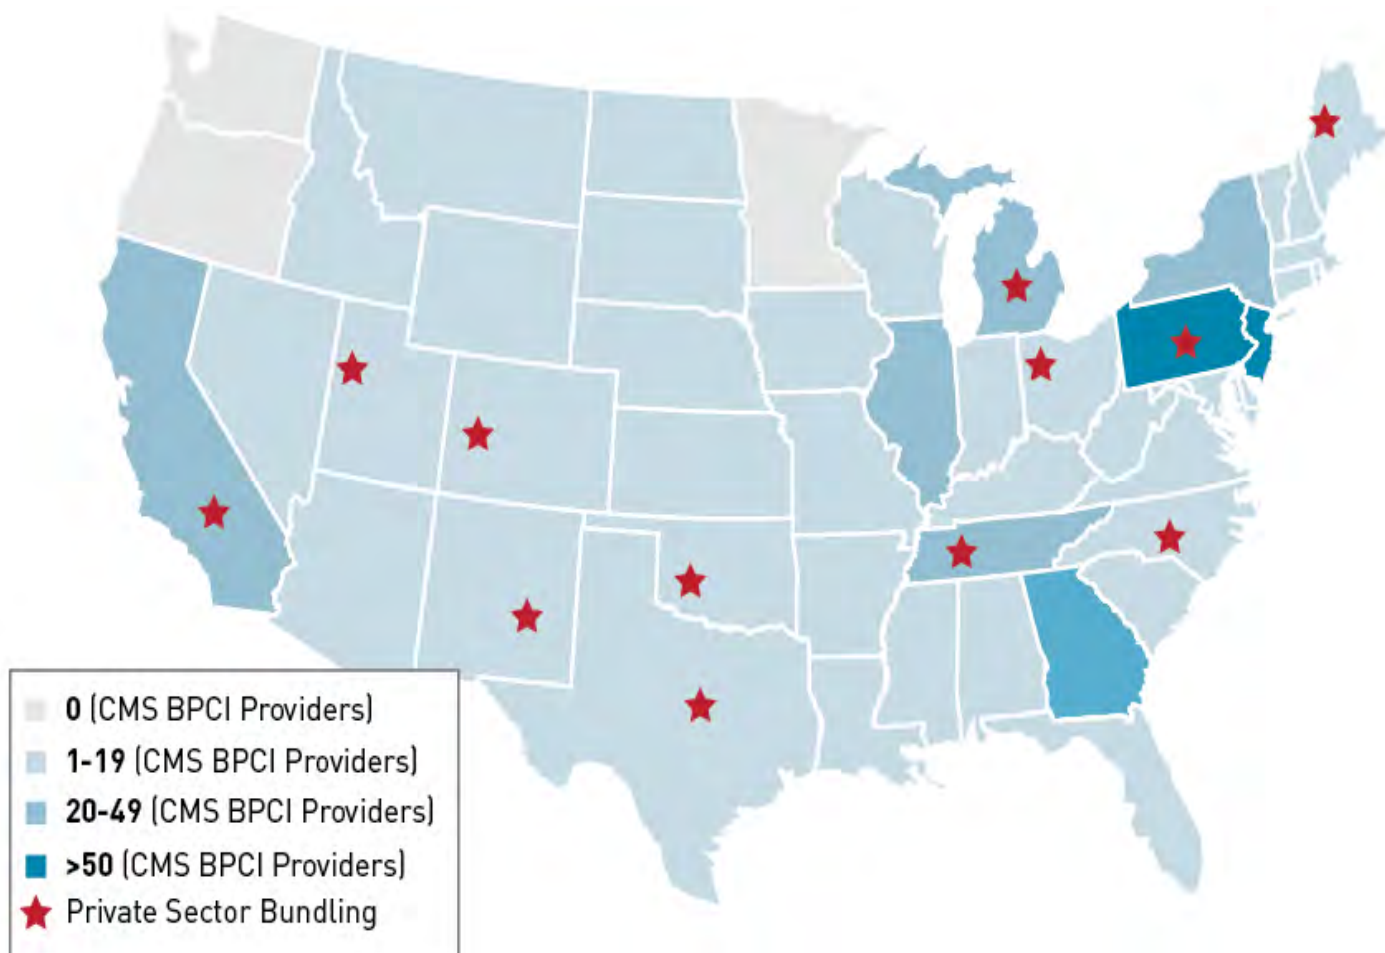 0 (CMS BPCI Providers)
1-19 (CMS BPCI Providers)
20-49 (CMS BPCI Providers)
>50 (CMS BPCI Providers)
Private Sector Bundling